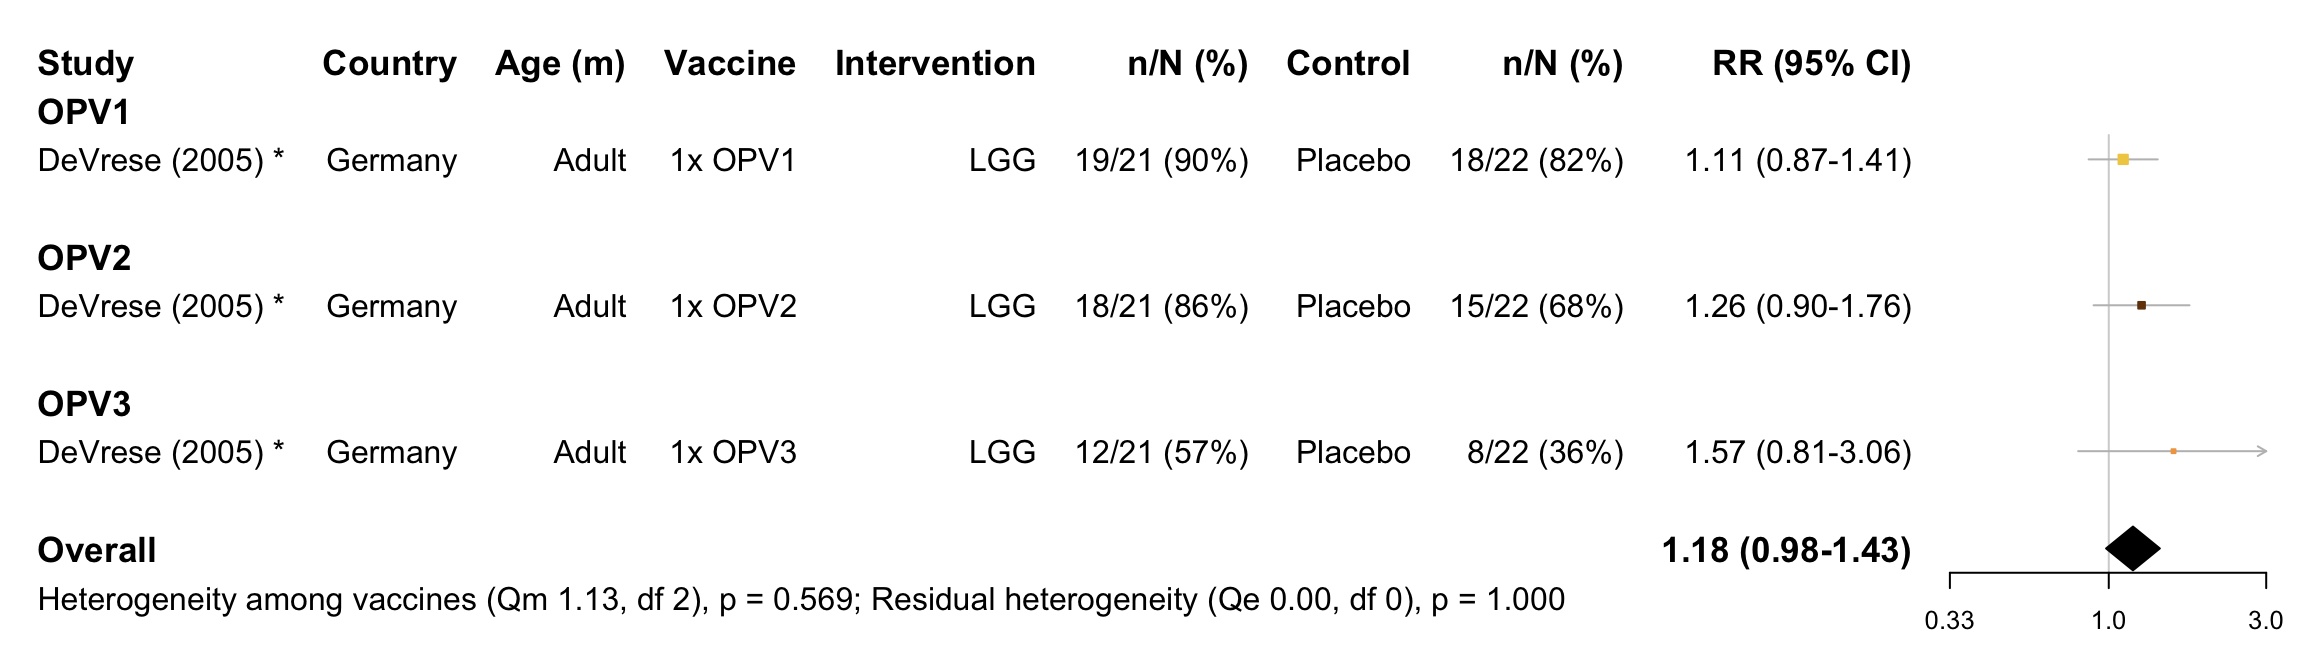 Study Country Age (m) Vaccine Intervention n/N (%) Control n/N (%) RR (95% CI)
OPV1
DeVrese (2005) * Germany Adult 1x OPV1 LGG 19/21 (90%) Placebo 18/22 (82%) 1.11 (0.87-1.41)
OPV2
DeVrese (2005) * Germany Adult 1x OPV2 LGG 18/21 (86%) Placebo 15/22 (68%) 1.26 (0.90-1.76)
OPV3
DeVrese (2005) * Germany Adult 1x OPV3 LGG 12/21 (57%) Placebo 8/22 (36%) 1.57 (0.81-3.06)
Overall 1.18 (0.98-1.43)
Heterogeneity among vaccines (Qm 1.13, df 2), p = 0.569; Residual heterogeneity (Qe 0.00, df 0), p = 1.000
0.33 1.0 3.0